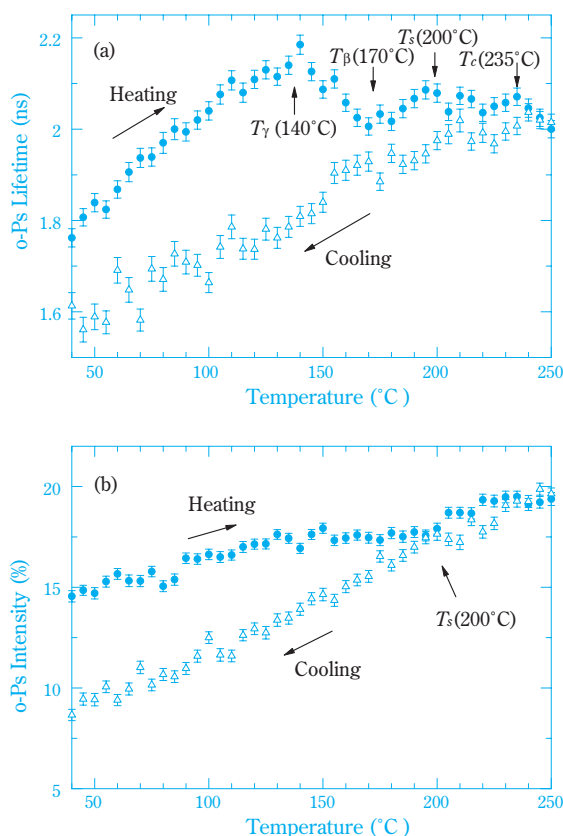 (a)
2.2
2
1.8
1.6
o-Ps Lifetime (ns)
Heating
Tγ (140°C)
Tβ (170°C)
Ts (200°C)
Tc (235°C)
Cooling
50
100
150
200
250
Temperature (°C )
(b)
20
15
10
5
o-Ps Intensity (%)
Heating
Ts (200°C)
Cooling
50
100
150
200
250
Temperature (°C )